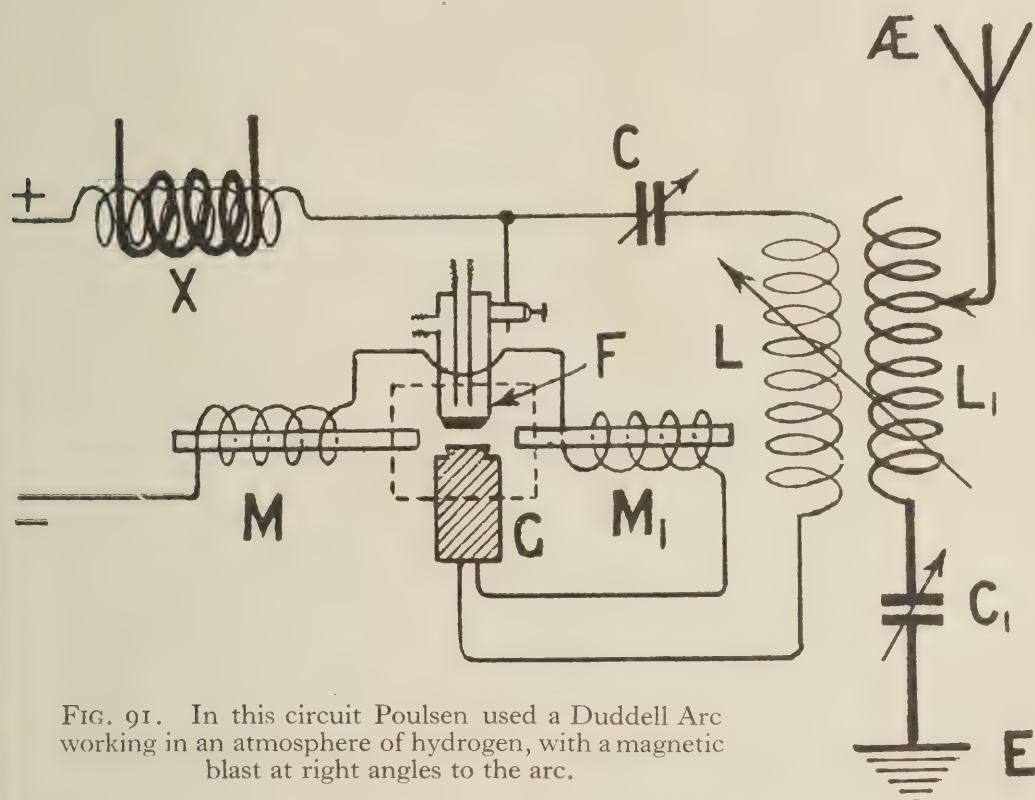 Æ
C
+
X
F
L
L₁
M
G
M₁
–
C₁
FIG. 91. In this circuit Poulsen used a Duddell Arc
working in an atmosphere of hydrogen, with a magnetic
blast at right angles to the arc.
E